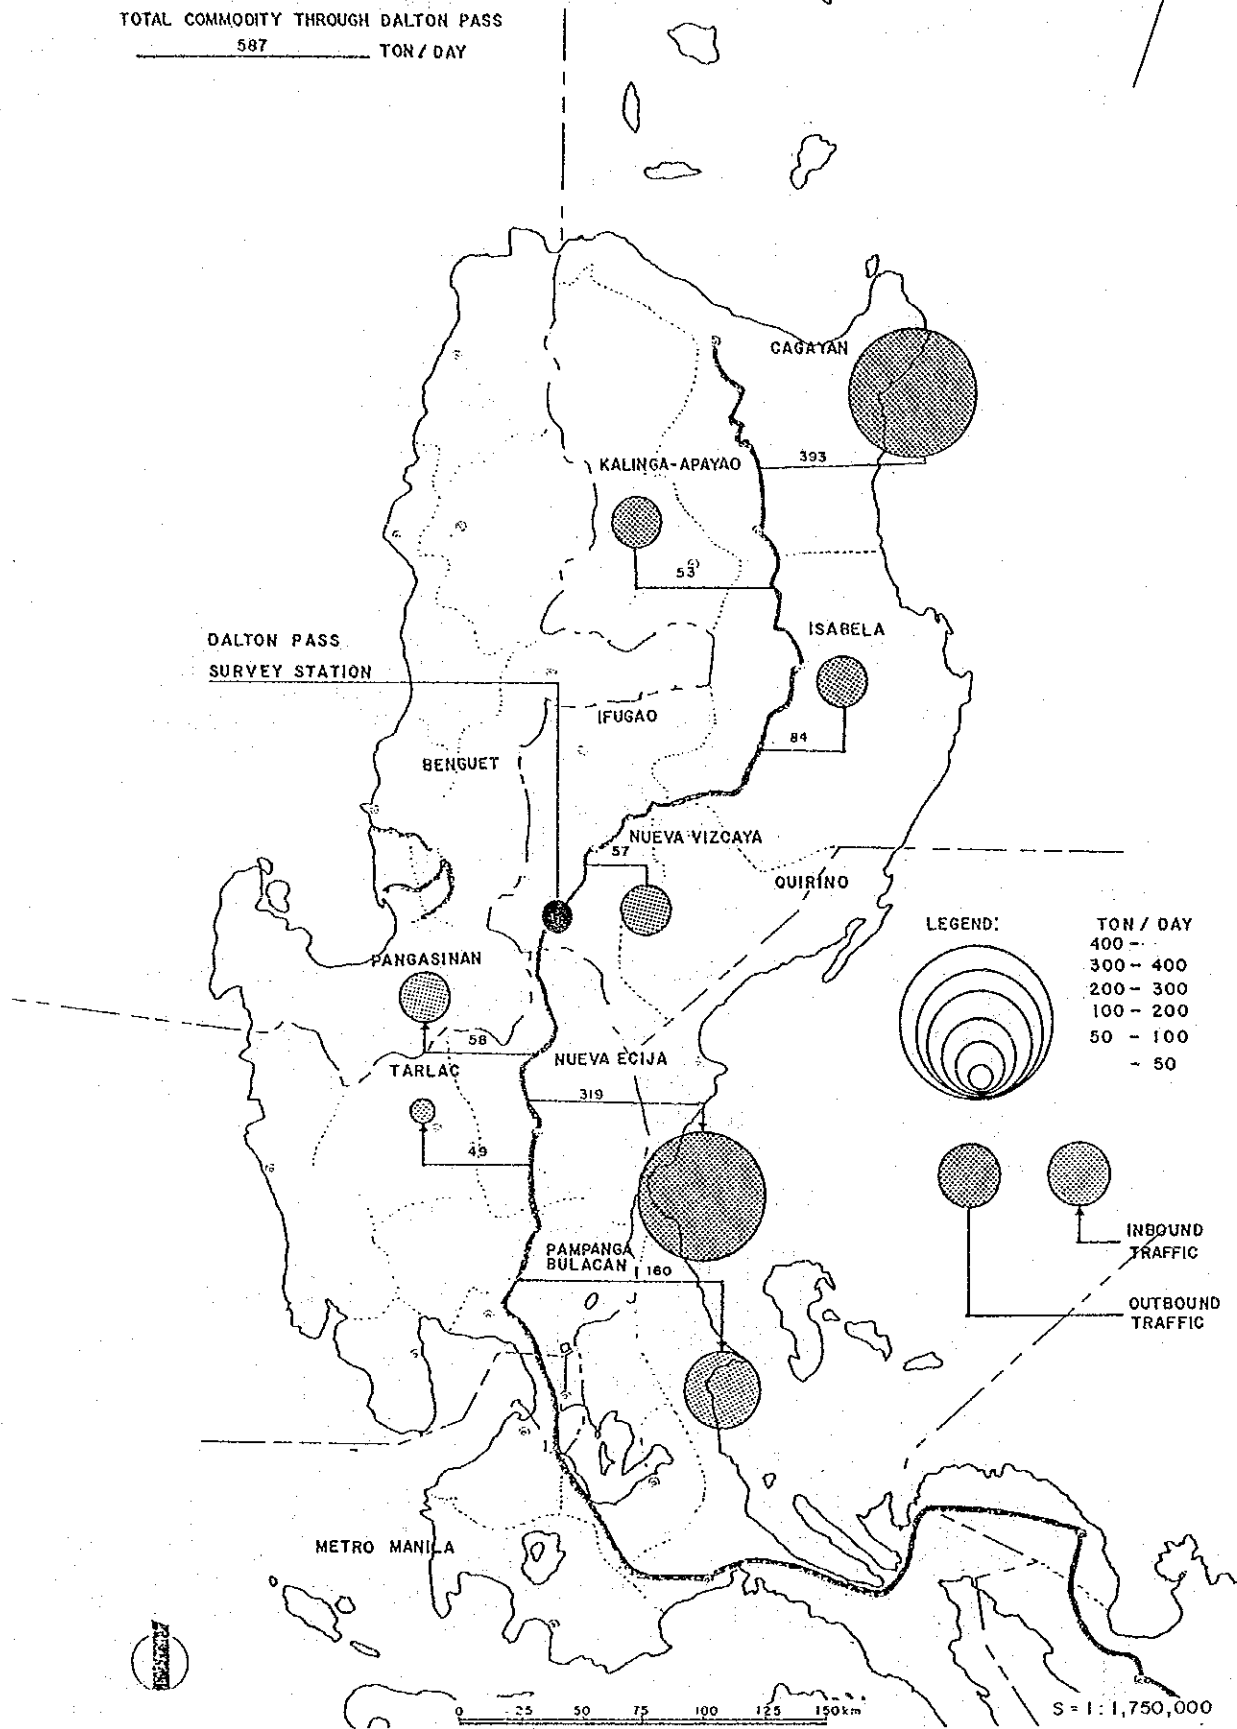 TOTAL COMMODITY THROUGH DALTON PASS
587 TON / DAY
CAGAYAN
393
KALINGA-APAYAO
53
ISABELA
DALTON PASS
SURVEY STATION
IFUGAO
84
BENGUET
NUEVA VIZCAYA
57
QUIRINO
LEGEND:
TON / DAY
400 -
300 - 400
200 - 300
100 - 200
50 - 100
- 50
PANGASINAN
58
NUEVA ECIJA
TARLAC
319
49
INBOUND
TRAFFIC
PAMPANGA
BULACAN
160
OUTBOUND
TRAFFIC
METRO MANILA
0 25 50 75 100 125 150km
S = 1 : 1,750,000